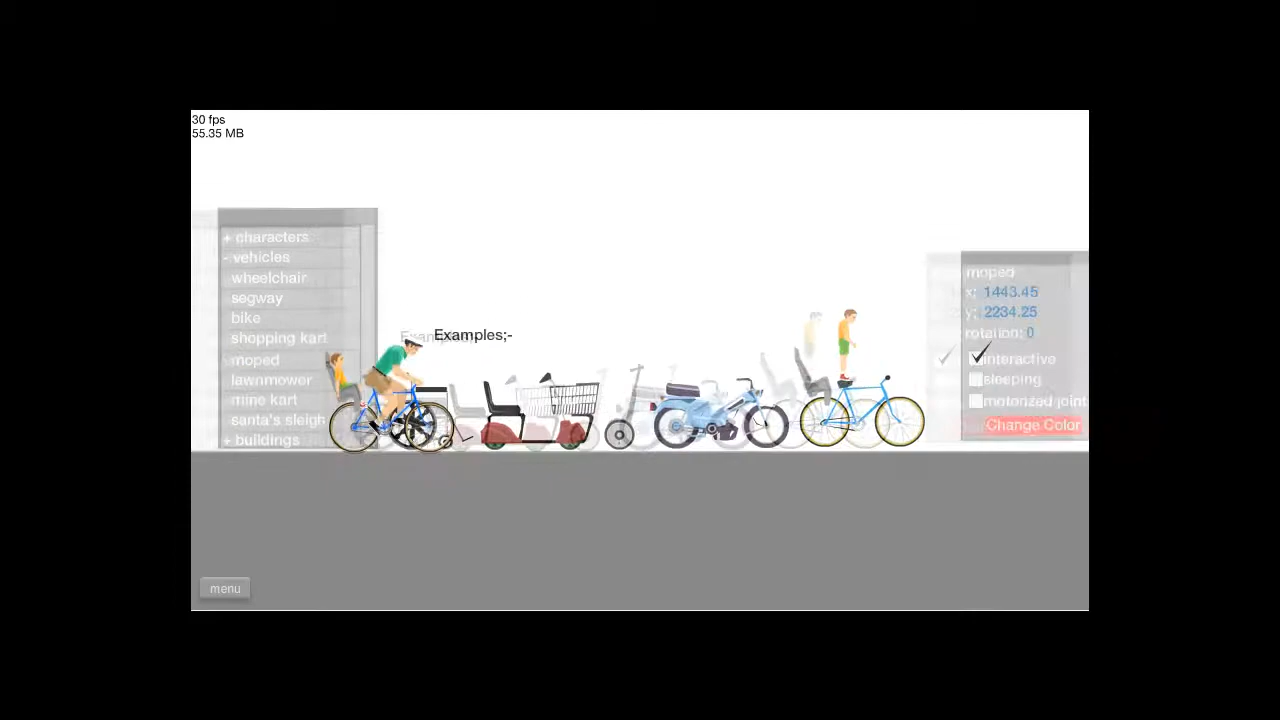 30 fps
55.35 MB
+ characters
- vehicles
wheelchair
segway
bike
shopping kart
moped
lawnmower
mine kart
santa's sleigh
+ buildings
Examples;-
moped
x: 1443.45
y: 2234.25
rotation: 0
interactive
sleeping
motorized joint
Change Color
menu